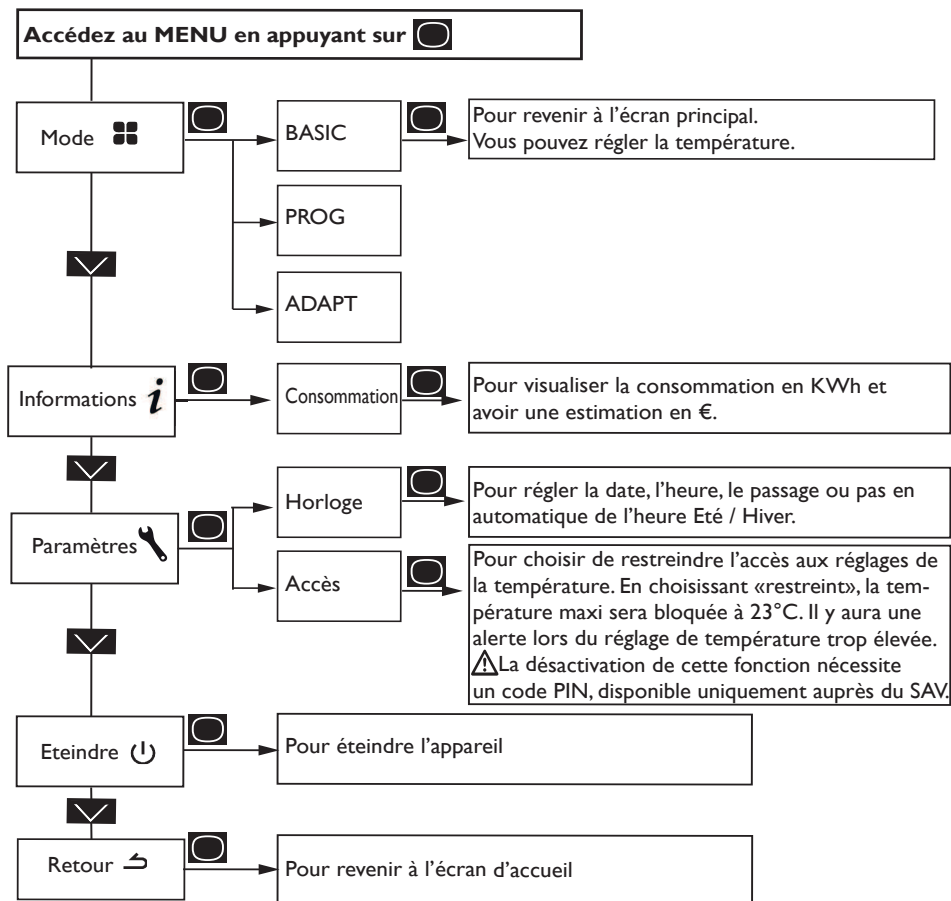 Accédez au MENU en appuyant sur
Mode
BASIC
Pour revenir à l'écran principal.
Vous pouvez régler la température.
PROG
ADAPT
Informations i
Consommation
Pour visualiser la consommation en KWh et
avoir une estimation en €.
Paramètres
Horloge
Pour régler la date, l'heure, le passage ou pas en
automatique de l'heure Eté / Hiver.
Accès
Pour choisir de restreindre l'accès aux réglages de
la température. En choisissant «restreint», la tem-
pérature maxi sera bloquée à 23°C. Il y aura une
alerte lors du réglage de température trop élevée.
⚠La désactivation de cette fonction nécessite
un code PIN, disponible uniquement auprès du SAV.
Eteindre
Pour éteindre l'appareil
Retour
Pour revenir à l'écran d'accueil